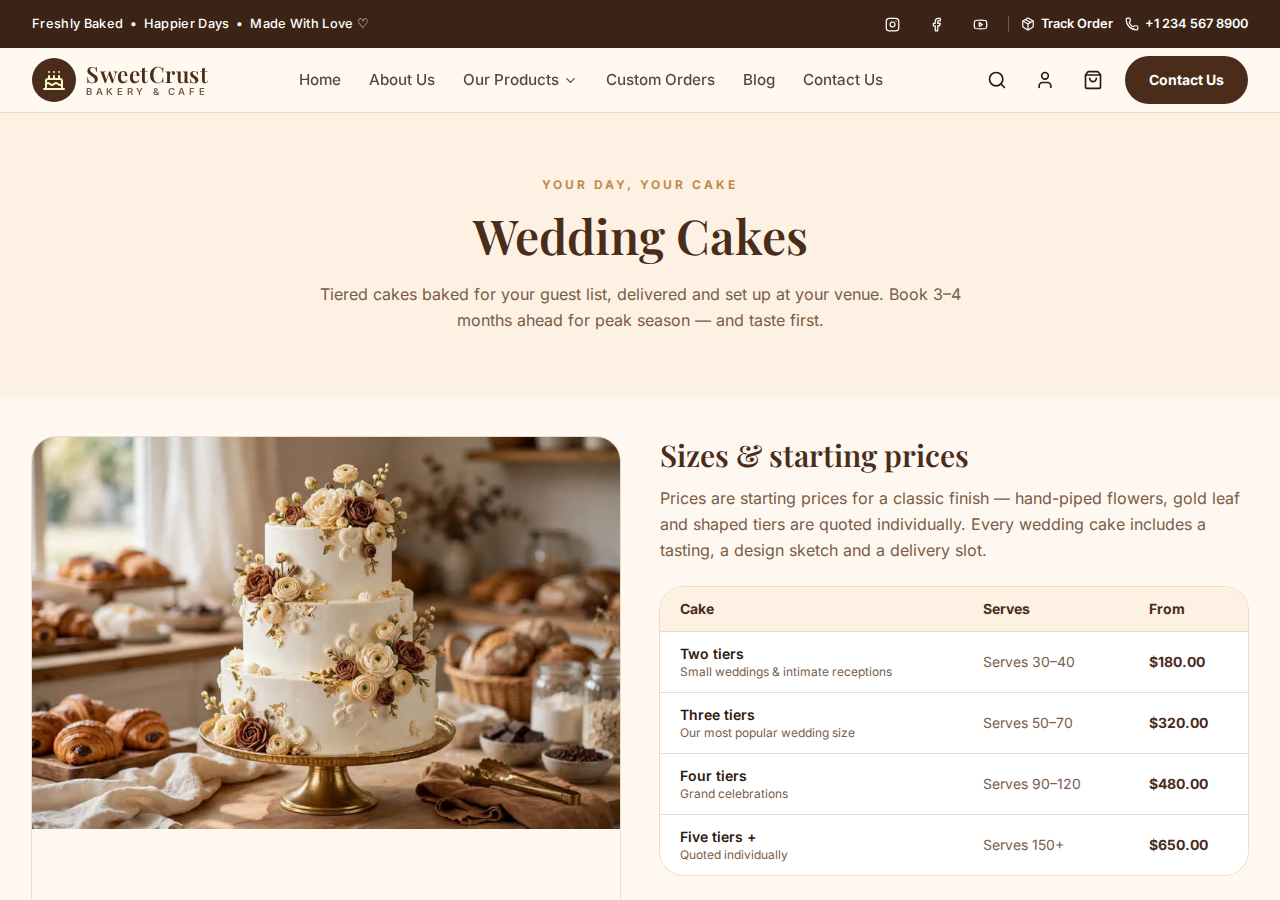 Freshly Baked • Happier Days • Made With Love ♡
Track Order
+1 234 567 8900
SweetCrust
BAKERY & CAFE
Home
About Us
Our Products
Custom Orders
Blog
Contact Us
Contact Us
YOUR DAY, YOUR CAKE
Wedding Cakes
Tiered cakes baked for your guest list, delivered and set up at your venue. Book 3–4
months ahead for peak season — and taste first.
Sizes & starting prices
Prices are starting prices for a classic finish — hand-piped flowers, gold leaf
and shaped tiers are quoted individually. Every wedding cake includes a
tasting, a design sketch and a delivery slot.
Cake Serves From
Two tiers
Small weddings & intimate receptions
Serves 30–40
$180.00
Three tiers
Our most popular wedding size
Serves 50–70
$320.00
Four tiers
Grand celebrations
Serves 90–120
$480.00
Five tiers +
Quoted individually
Serves 150+
$650.00